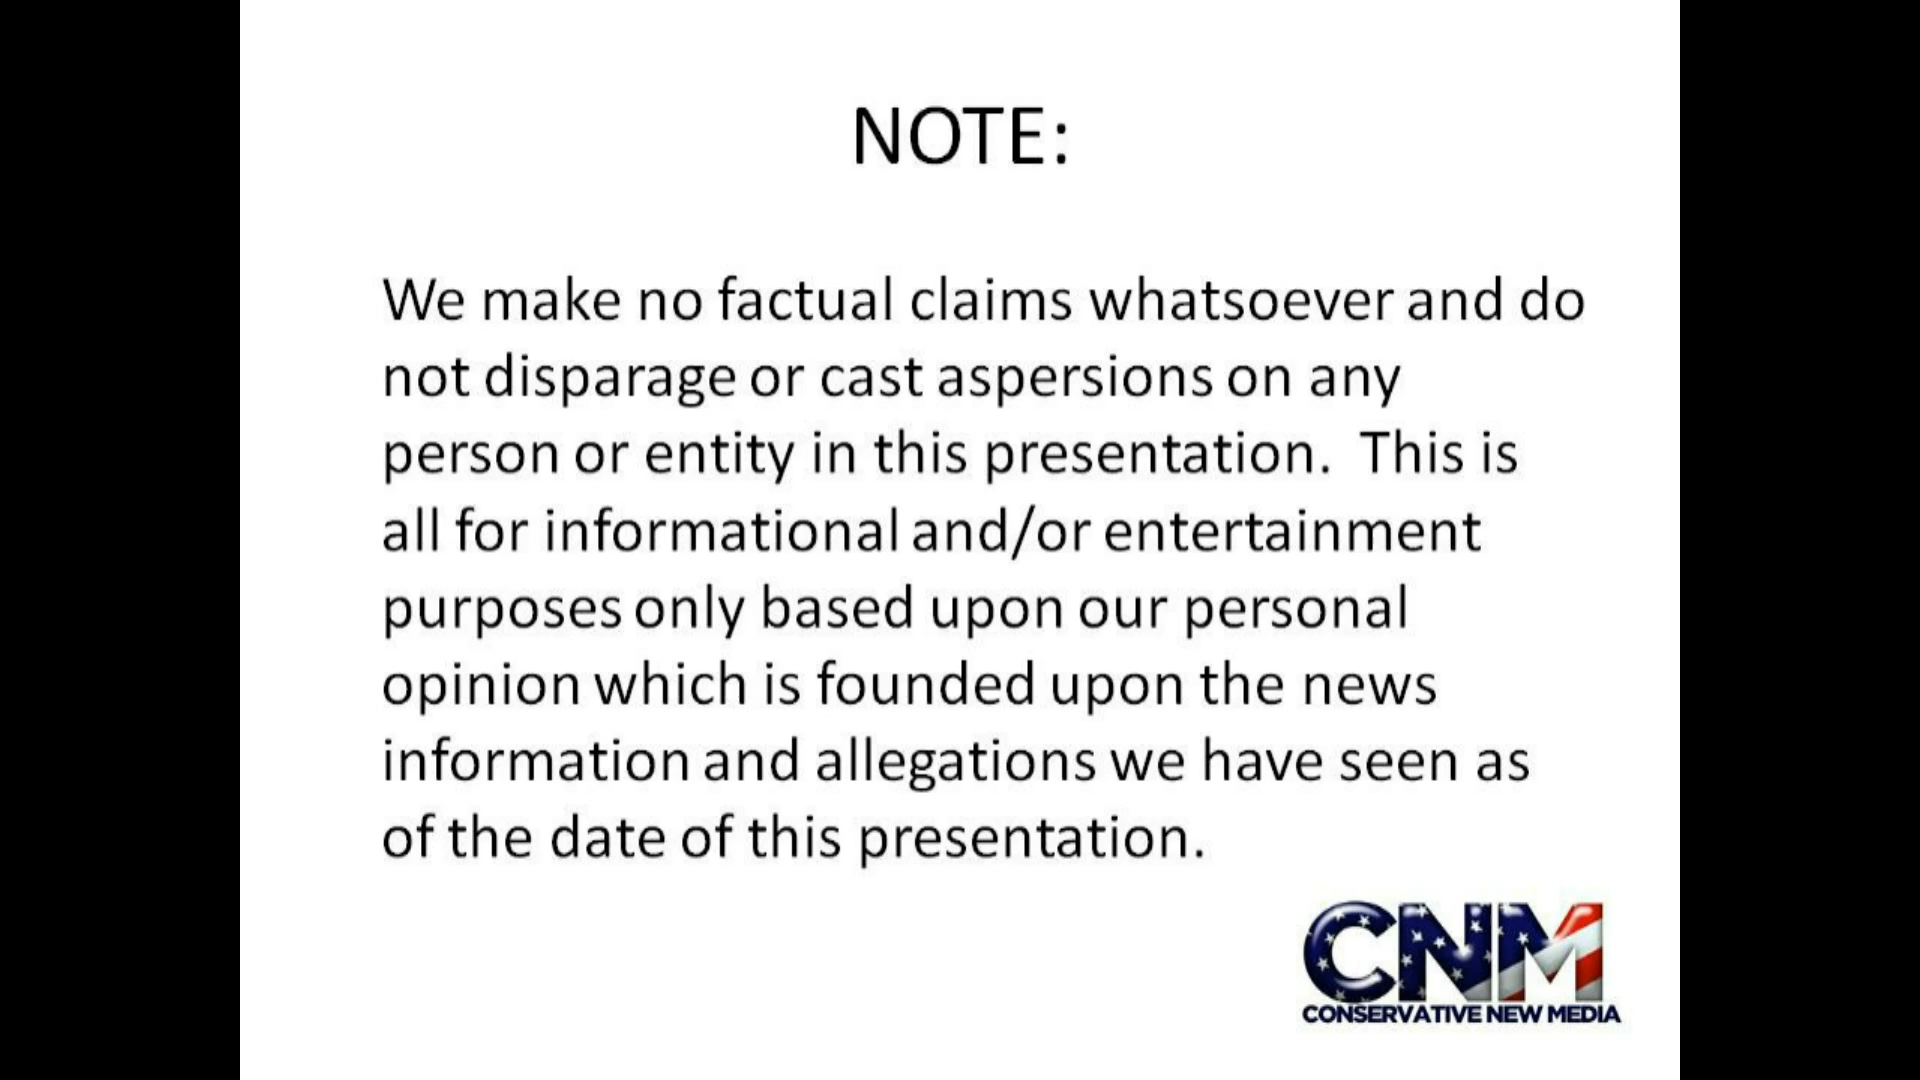 NOTE:
We make no factual claims whatsoever and do
not disparage or cast aspersions on any
person or entity in this presentation.  This is
all for informational and/or entertainment
purposes only based upon our personal
opinion which is founded upon the news
information and allegations we have seen as
of the date of this presentation.
CNM
CONSERVATIVE NEW MEDIA